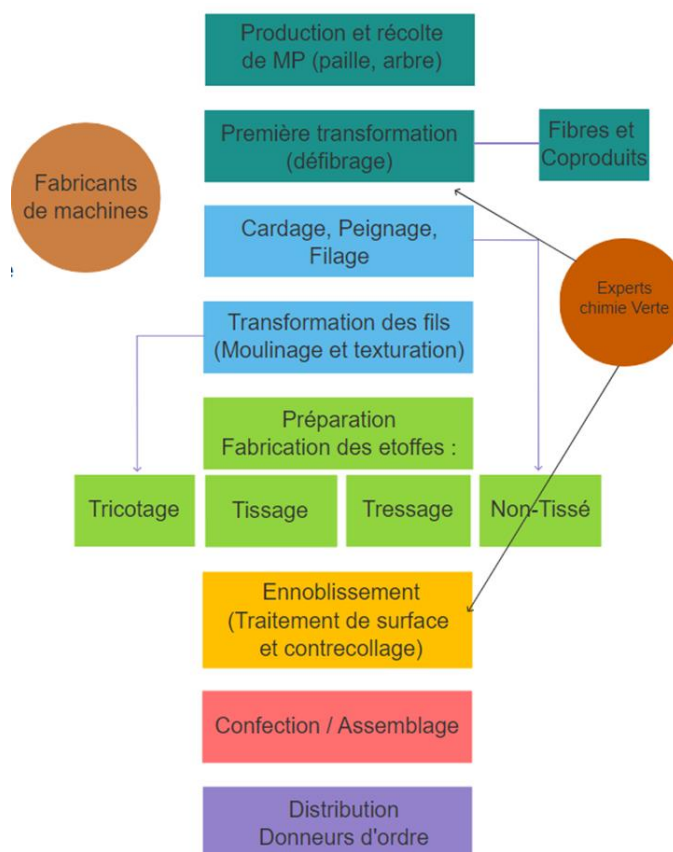 Production et récolte
de MP (paille, arbre)
Première transformation
(défibrage)
Fibres et
Coproduits
Fabricants
de machines
Cardage, Peignage,
Filage
Experts
chimie Verte
Transformation des fils
(Moulinage et texturation)
Préparation
Fabrication des etoffes :
Tricotage
Tissage
Tressage
Non-Tissé
Ennoblissement
(Traitement de surface
et contrecollage)
Confection / Assemblage
Distribution
Donneurs d'ordre